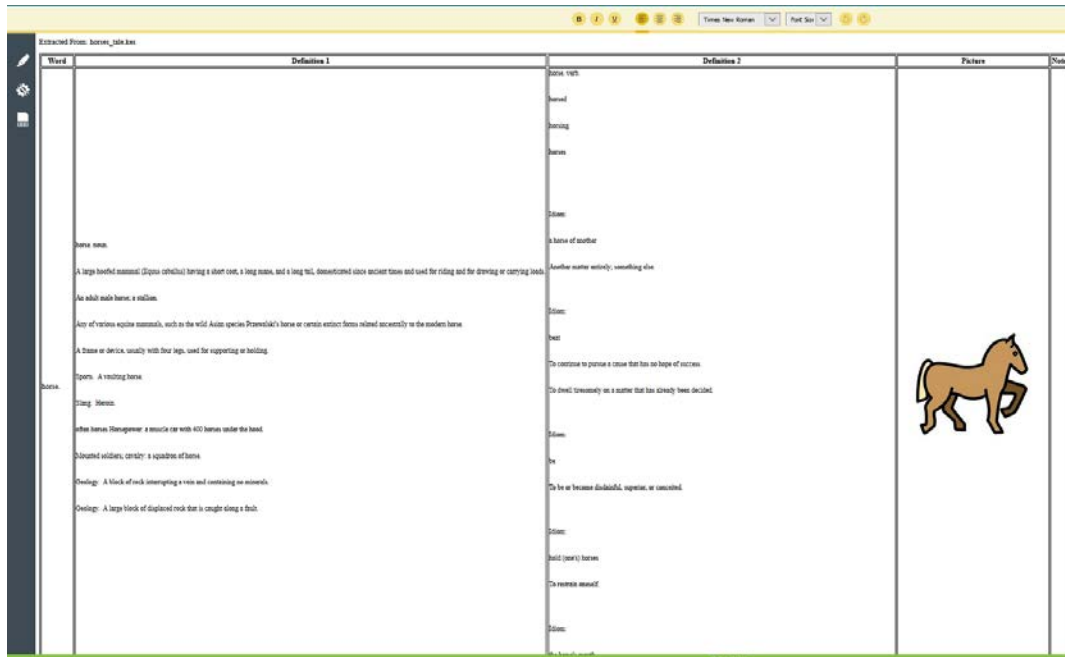 B I U Times New Roman Font Siz
Extracted From: horses_tale.kes
Word Definition 1 Definition 2 Picture Note
horse.
horse. noun.
A large hoofed mammal (Equus caballus) having a short coat, a long mane, and a long tail, domesticated since ancient times and used for riding and for drawing or carrying loads.
An adult male horse; a stallion.
Any of various equine mammals, such as the wild Asian species Przewalski's horse or certain extinct forms related ancestrally to the modern horse.
A frame or device, usually with four legs, used for supporting or holding.
Sports. A vaulting horse.
Slang. Heroin.
often horses Horsepower: a muscle car with 400 horses under the hood.
Mounted soldiers; cavalry: a squadron of horse.
Geology. A block of rock interrupting a vein and containing no minerals.
Geology. A large block of displaced rock that is caught along a fault.
horse. verb.
horsed
horsing
horses
Idiom:
a horse of another
Another matter entirely; something else
Idiom:
beat
To continue to pursue a cause that has no hope of success.
To dwell tiresomely on a matter that has already been decided.
Idiom:
be
To be or become disdainful, superior, or conceited.
Idiom:
hold (one's) horses
To restrain oneself.
Idiom: